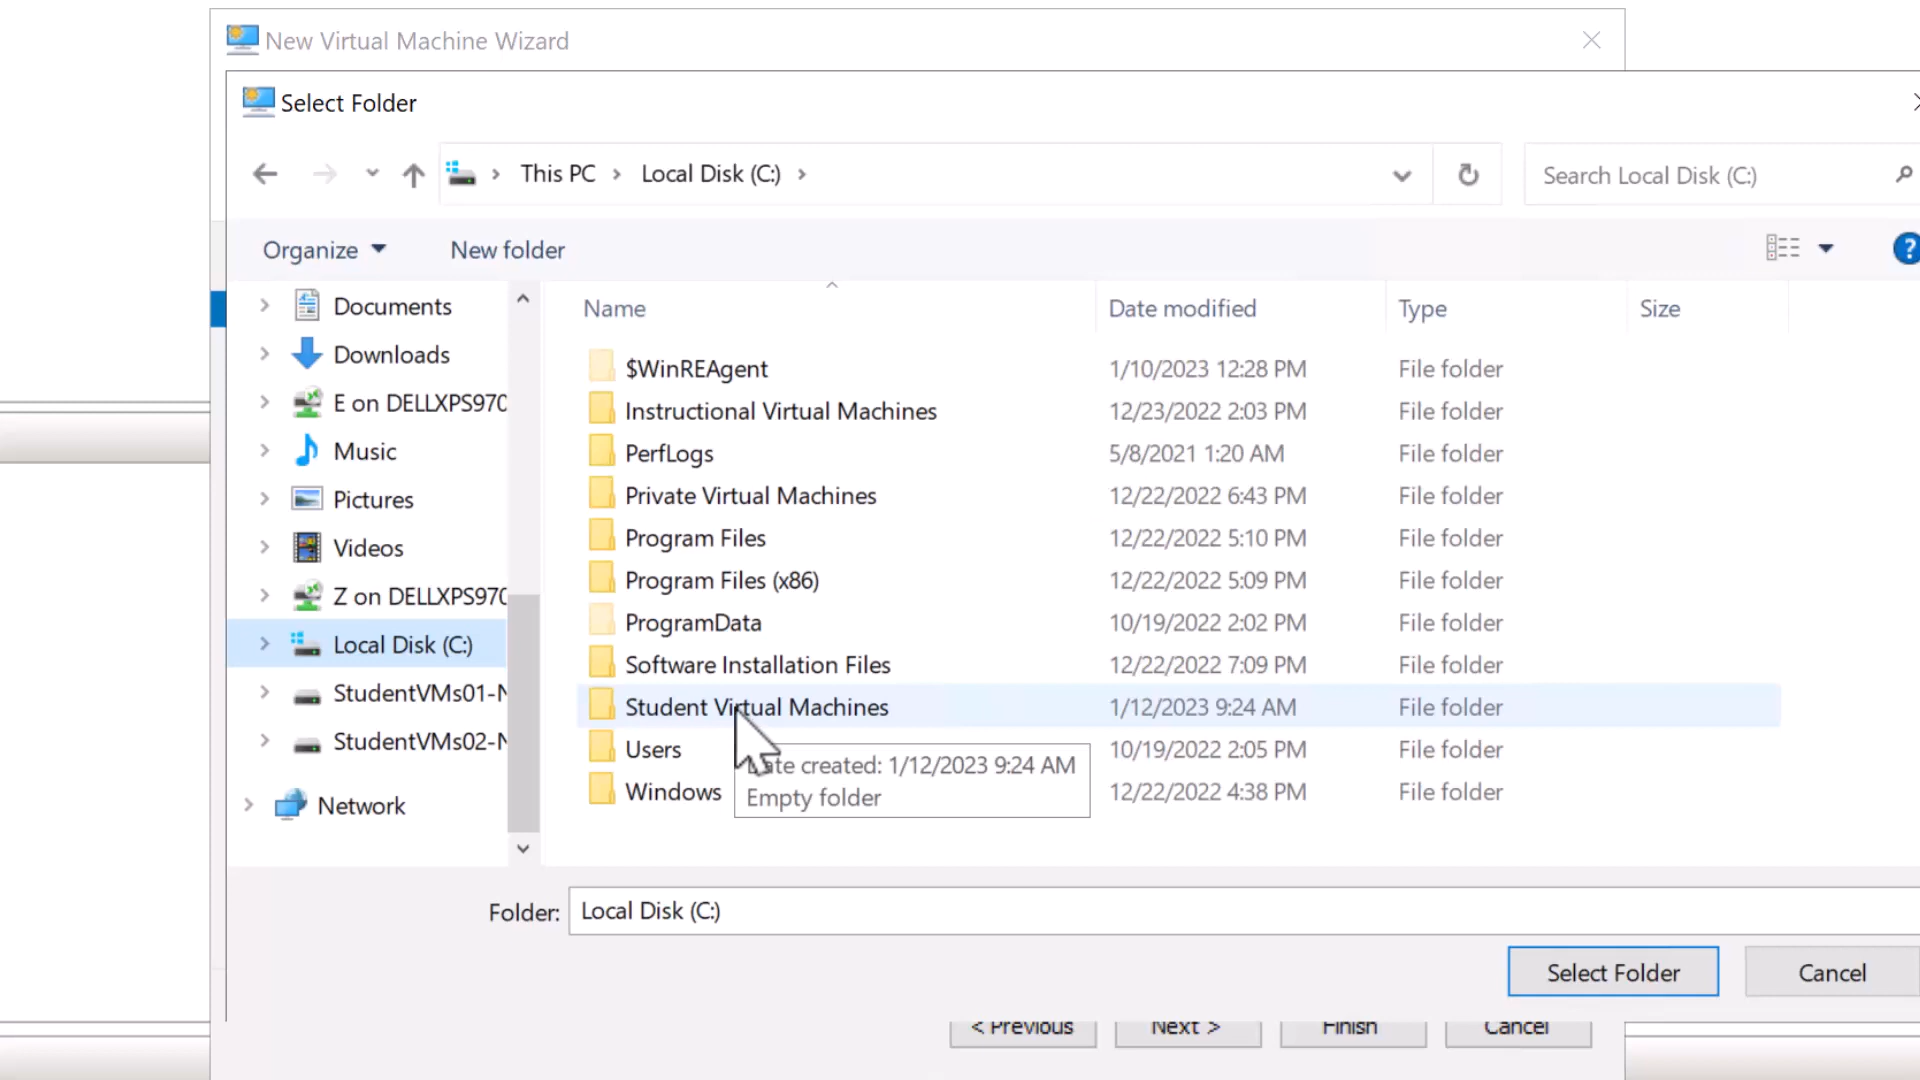 New Virtual Machine Wizard
Select Folder
This PC
Local Disk (C:)
Search Local Disk (C:)
Organize
New folder
?
Name
Date modified
Type
Size
Documents
Downloads
E on DELLXPS970
Music
Pictures
Videos
Z on DELLXPS970
Local Disk (C:)
StudentVMs01-N
StudentVMs02-N
Network
$WinREAgent 1/10/2023 12:28 PM File folder
Instructional Virtual Machines 12/23/2022 2:03 PM File folder
PerfLogs 5/8/2021 1:20 AM File folder
Private Virtual Machines 12/22/2022 6:43 PM File folder
Program Files 12/22/2022 5:10 PM File folder
Program Files (x86) 12/22/2022 5:09 PM File folder
ProgramData 10/19/2022 2:02 PM File folder
Software Installation Files 12/22/2022 7:09 PM File folder
Student Virtual Machines 1/12/2023 9:24 AM File folder
Users 10/19/2022 2:05 PM File folder
Windows 12/22/2022 4:38 PM File folder
created: 1/12/2023 9:24 AM
Empty folder
Folder: Local Disk (C:)
Select Folder
Cancel
< Previous
Next >
Finish
Cancel